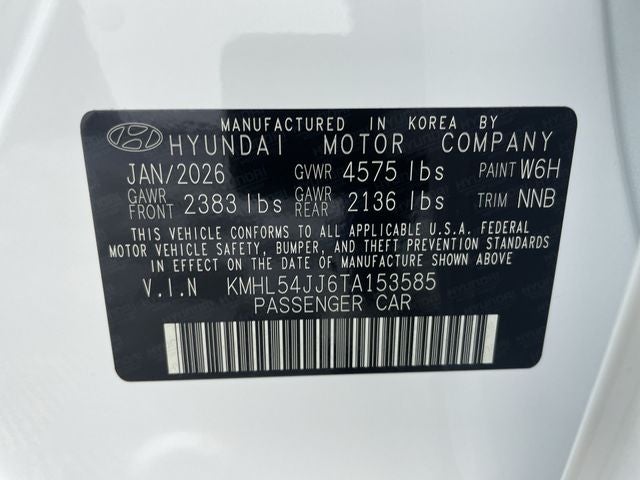 MANUFACTURED IN KOREA BY
HYUNDAI MOTOR COMPANY
JAN/2026 GVWR 4575 lbs PAINT W6H
GAWR FRONT 2383 lbs GAWR REAR 2136 lbs TRIM NNB
THIS VEHICLE CONFORMS TO ALL APPLICABLE U.S.A. FEDERAL
MOTOR VEHICLE SAFETY, BUMPER, AND THEFT PREVENTION STANDARDS
IN EFFECT ON THE DATE OF MANUFACTURE SHOWN ABOVE
V.I.N KMHL54JJ6TA153585
PASSENGER CAR